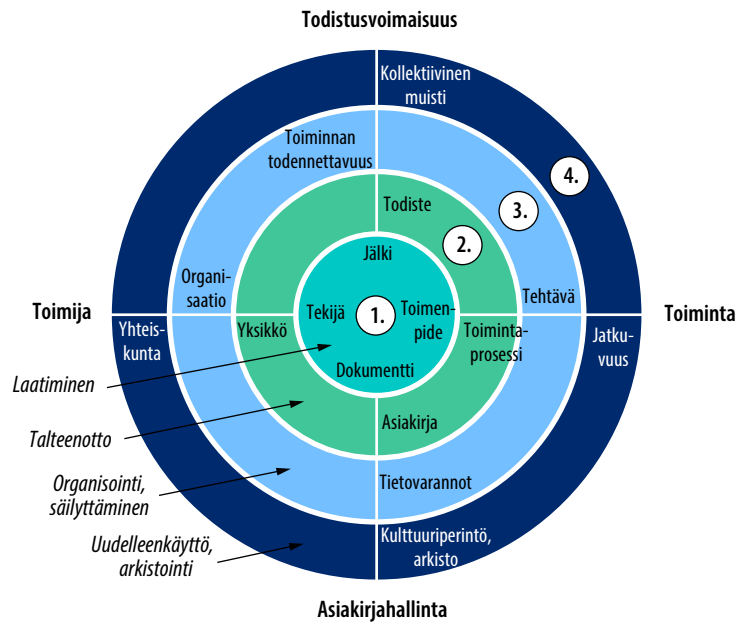 Todistusvoimaisuus
Kollektiivinen
muisti
Toiminnan
todennettavuus
4.
3.
Todiste
2.
Jälki
Organi-
saatio
Tehtävä
Toimija
Tekijä
1.
Toimen-
pide
Toiminta
Yhteis-
kunta
Yksikkö
Toiminta-
prosessi
Jatku-
vuus
Laatiminen
Dokumentti
Talteenotto
Asiakirja
Organisointi,
säilyttäminen
Tietovarannot
Uudelleenkäyttö,
arkistointi
Kulttuuriperintö,
arkisto
Asiakirjahallinta